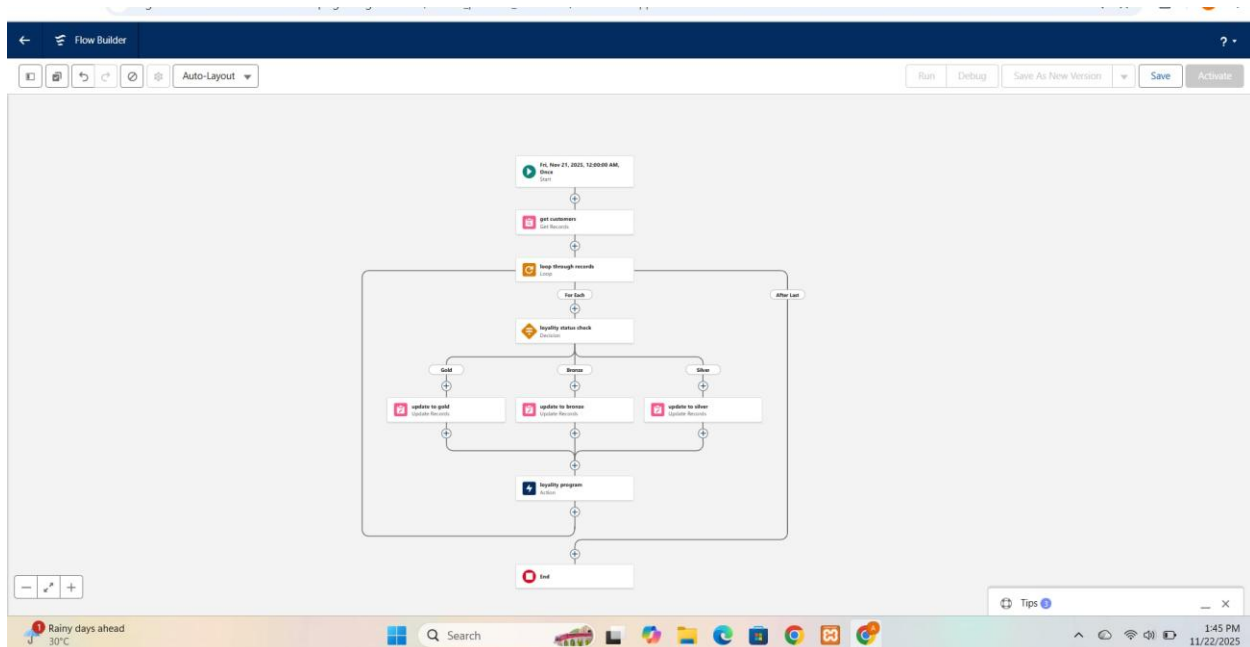 Flow Builder
?
Auto-Layout
Run
Debug
Save As New Version
Save
Activate
Fri, Nov 21, 2025, 12:00:00 AM,
Once
Start
get customers
Get Records
loop through records
Loop
For Each
After Last
loyality status check
Decision
Gold
Bronze
Silver
update to gold
Update Records
update to bronze
Update Records
update to silver
Update Records
loyality program
Action
End
Tips 3
1
Rainy days ahead
30°C
Search
1:45 PM
11/22/2025